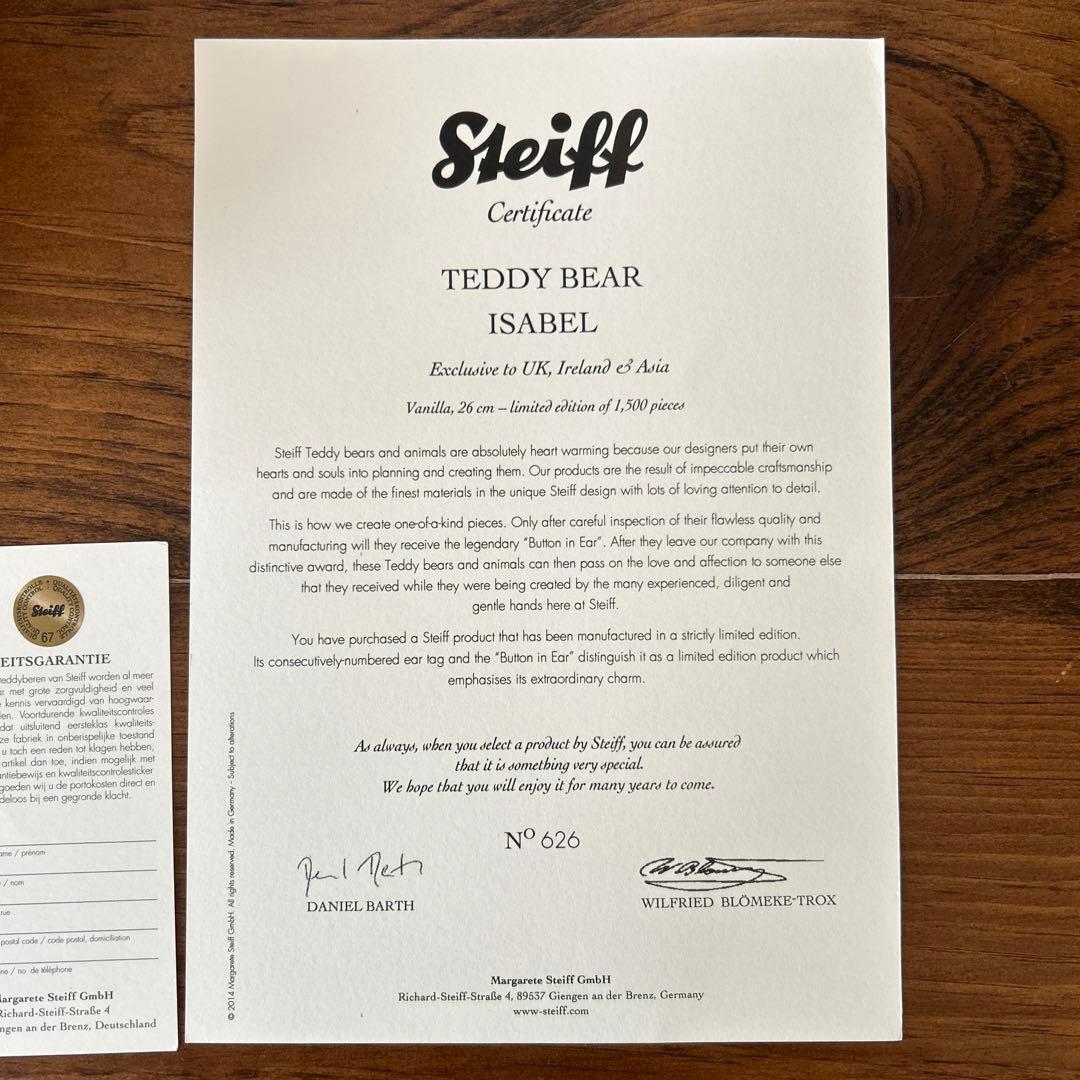 Steiff
Certificate
TEDDY BEAR
ISABEL
Exclusive to UK, Ireland & Asia
Vanilla, 26 cm – limited edition of 1,500 pieces
Steiff Teddy bears and animals are absolutely heart warming because our designers put their own
hearts and souls into planning and creating them. Our products are the result of impeccable craftsmanship
and are made of the finest materials in the unique Steiff design with lots of loving attention to detail.
This is how we create one-of-a-kind pieces. Only after careful inspection of their flawless quality and
manufacturing will they receive the legendary "Button in Ear". After they leave our company with this
distinctive award, these Teddy bears and animals can then pass on the love and affection to someone else
that they received while they were being created by the many experienced, diligent and
gentle hands here at Steiff.
You have purchased a Steiff product that has been manufactured in a strictly limited edition.
Its consecutively-numbered ear tag and the "Button in Ear" distinguish it as a limited edition product which
emphasises its extraordinary charm.
As always, when you select a product by Steiff, you can be assured
that it is something very special.
We hope that you will enjoy it for many years to come.
Nº 626
DANIEL BARTH
WILFRIED BLÖMEKE-TROX
Margarete Steiff GmbH
Richard-Steiff-Straße 4, 89537 Giengen an der Brenz, Germany
www.steiff.com
© 2014 Margarete Steiff GmbH. All rights reserved. Made in Germany - Subject to alterations
QUALITÄTSKONTROLLE • QUALITY CONTROL
Steiff
67
EITSGARANTIE
eddyberen van Steiff worden al meer
r met grote zorgvuldigheid en veel
kennis vervaardigd van hoogwaar-
len. Voortdurende kwaliteitscontroles
dat uitsluitend eersteklas kwaliteits-
ze fabriek in onberispelijke toestand
u toch een reden tot klagen hebben,
artikel dan toe, indien mogelijk met
ntiebewijs en kwaliteitscontrolesticker
goeden wij u de portokosten direct en
deloos bij een gegronde klacht.
ame / prénom
/ nom
rue
postal code / code postal, domiciliation
ne / no. de téléphone
argarete Steiff GmbH
Richard-Steiff-Straße 4
ngen an der Brenz, Deutschland